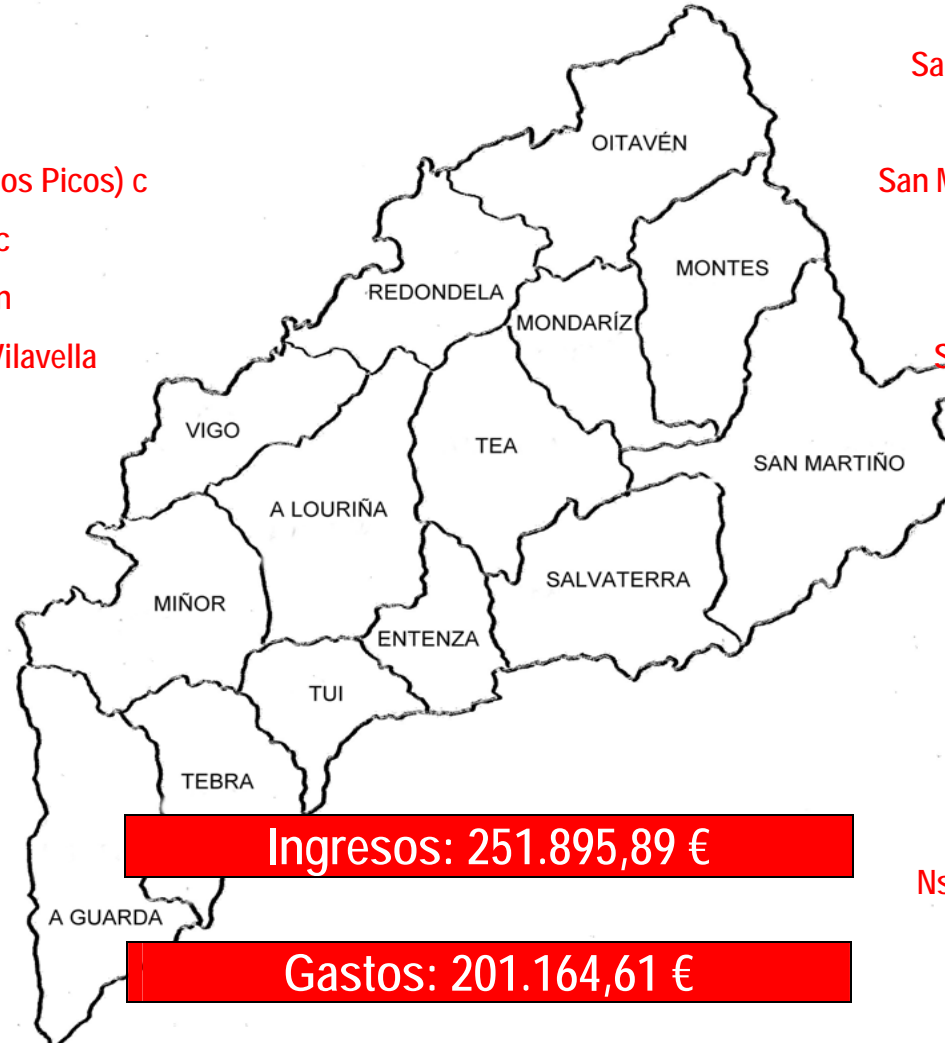 Sa
OITAVÉN
os Picos) c
San M
c
MONTES
REDONDELA
n
MONDARÍZ
Vilavella
S
VIGO
TEA
SAN MARTIÑO
A LOURIÑA
SALVATERRA
MIÑOR
ENTENZA
TUI
TEBRA
Ingresos: 251.895,89 €
Ns
A GUARDA
Gastos: 201.164,61 €